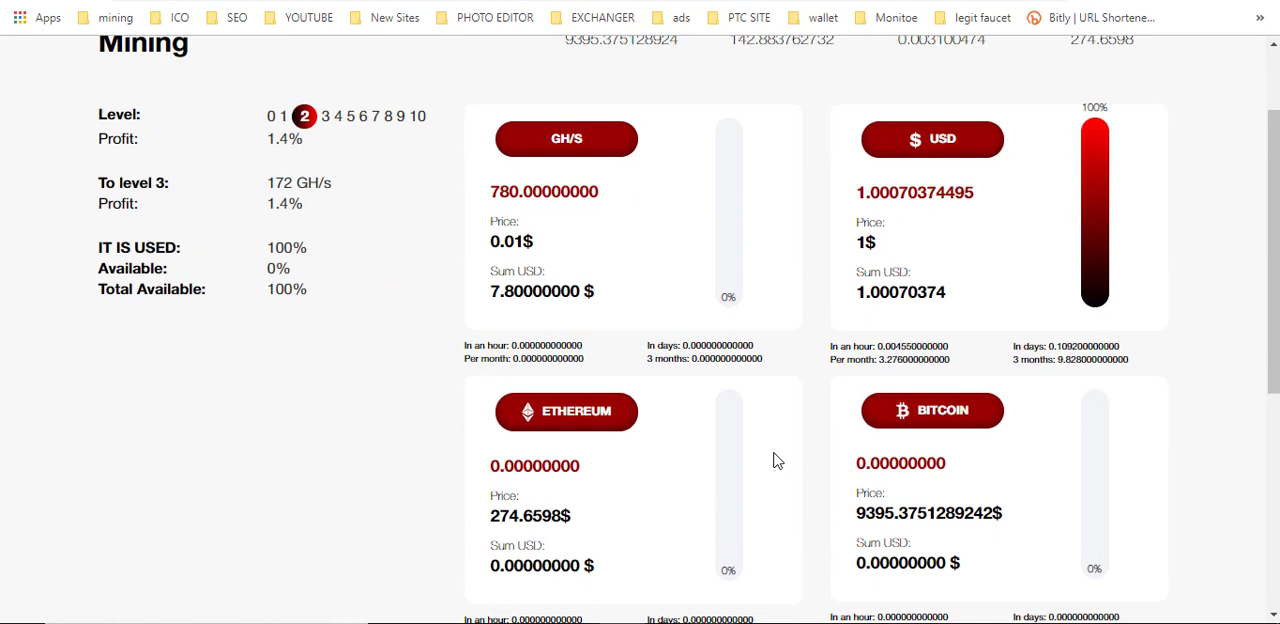 Apps mining ICO SEO YOUTUBE New Sites PHOTO EDITOR EXCHANGER ads PTC SITE wallet Monitoe legit faucet Bitly | URL Shortene... »
Mining
9395.375128924 142.883762732 0.003100474 274.6598
Level: 0 1 2 3 4 5 6 7 8 9 10
Profit: 1.4%
To level 3: 172 GH/s
Profit: 1.4%
IT IS USED: 100%
Available: 0%
Total Available: 100%
GH/S
780.00000000
Price:
0.01$
Sum USD:
7.80000000 $
0%
In an hour: 0.000000000000 In days: 0.000000000000
Per month: 0.000000000000 3 months: 0.000000000000
100%
$ USD
1.00070374495
Price:
1$
Sum USD:
1.00070374
In an hour: 0.004550000000 In days: 0.109200000000
Per month: 3.276000000000 3 months: 9.828000000000
ETHEREUM
0.00000000
Price:
274.6598$
Sum USD:
0.00000000 $
0%
In an hour: 0.000000000000 In days: 0.000000000000
BITCOIN
0.00000000
Price:
9395.3751289242$
Sum USD:
0.00000000 $
0%
In an hour: 0.000000000000 In days: 0.000000000000